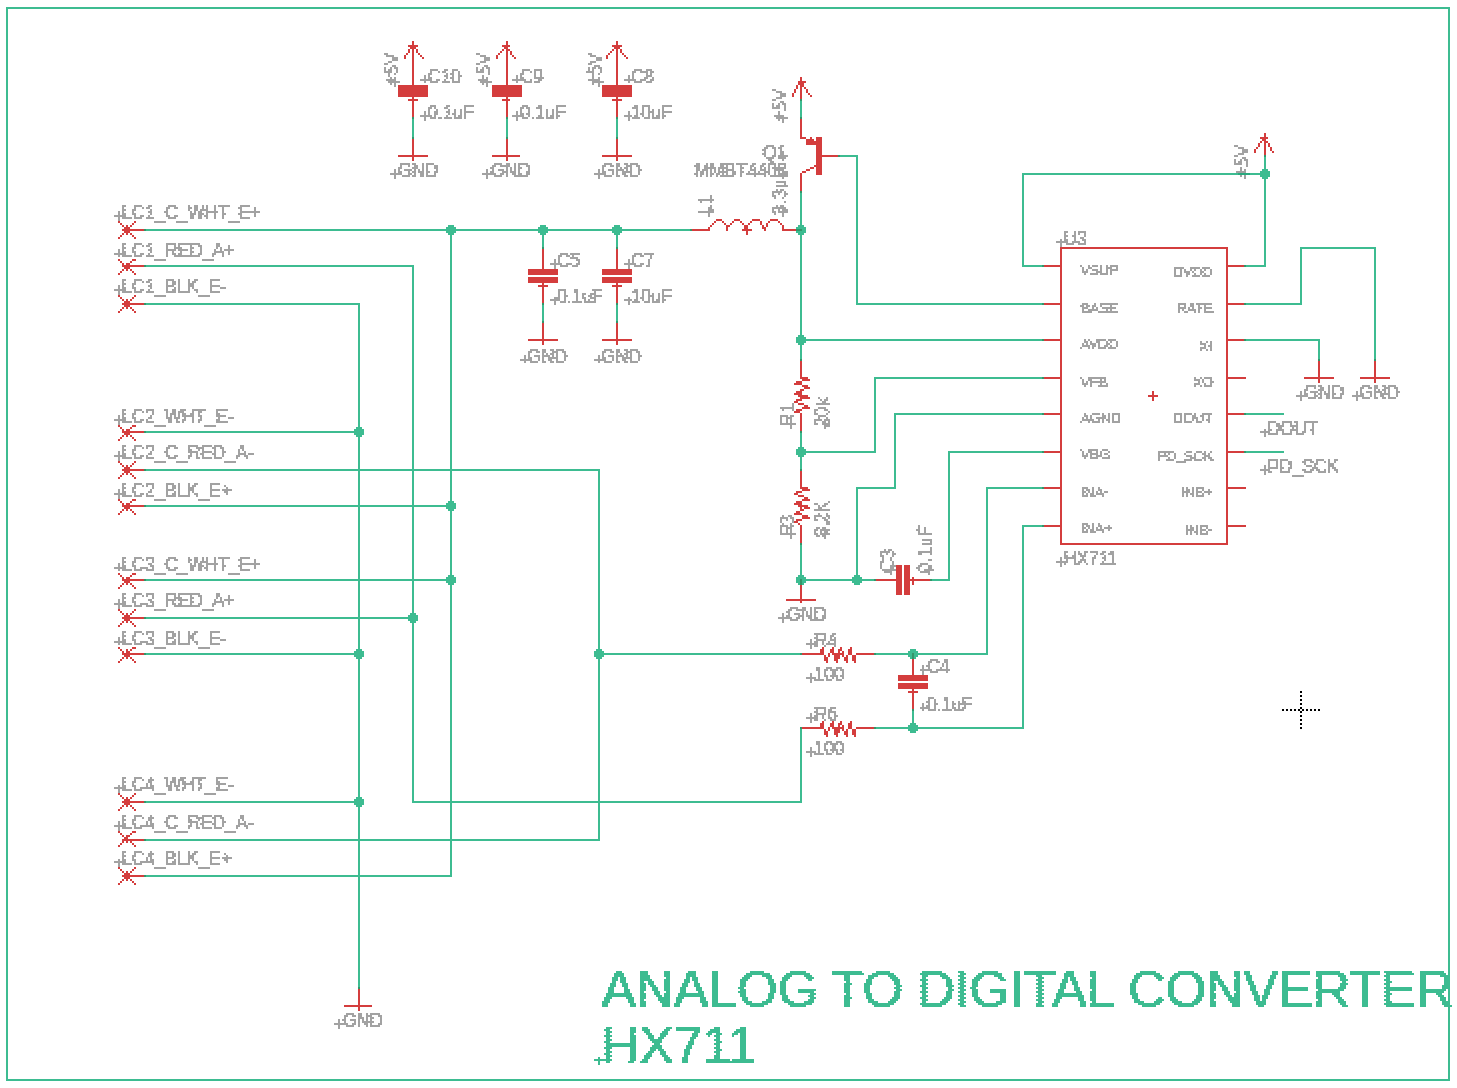 +5V
C10
0.1uF
GND
+5V
C9
0.1uF
GND
+5V
C8
10uF
GND
+5V
Q1
L1
3.3u
LC1_C_WHT_E+
LC1_RED_A+
LC1_BLK_E-
C5
0.1uF
GND
C7
10uF
GND
LC2_WHT_E-
LC2_C_RED_A-
LC2_BLK_E+
LC3_C_WHT_E+
LC3_RED_A+
LC3_BLK_E-
LC4_WHT_E-
LC4_C_RED_A-
LC4_BLK_E+
GND
R1
20k
R3
8.2K
GND
C3
0.1uF
R4
100
C4
0.1uF
100
+5V
U3
VSUP
BASE
AVDD
VFB
AGND
VBG
INA-
INA+
DVDD
RATE
XI
XO
DOUT
PD_SCK
INB+
INB-
HX711
GND
GND
DOUT
PD_SCK
ANALOG TO DIGITAL CONVERTER
HX711